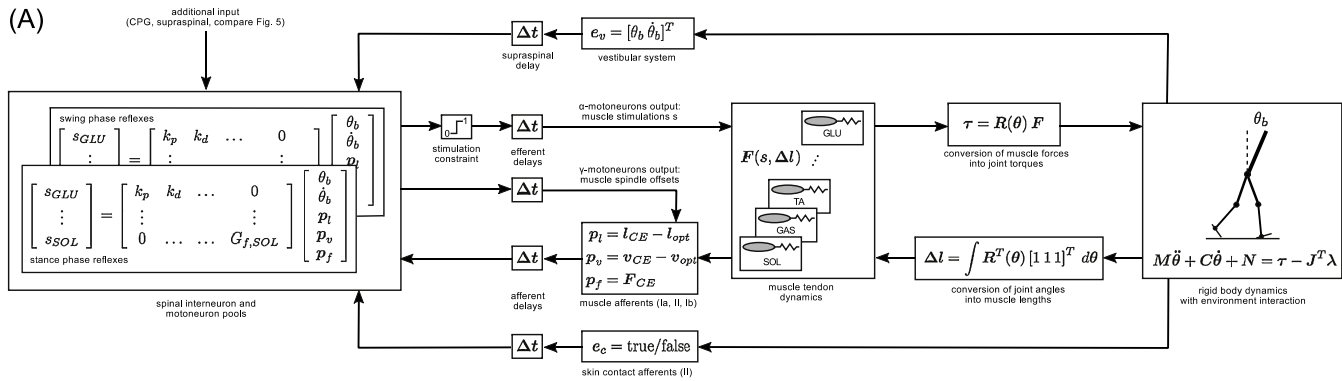 (A)
additional input
(CPG, supraspinal, compare Fig. 5)
Δt
supraspinal
delay
e_v = [θ_b θ̇_b]^T
vestibular system
swing phase reflexes
[s_GLU ⋮] = [k_p k_d … 0 ⋮ ⋮] [θ_b θ̇_b p_l]
[s_GLU ⋮ s_SOL] = [k_p k_d … 0 ⋮ ⋮ 0 … … G_f,SOL] [θ_b θ̇_b p_l p_v p_f]
stance phase reflexes
spinal interneuron and
motoneuron pools
0 1
stimulation
constraint
Δt
efferent delays
α-motoneurons output:
muscle stimulations s
Δt
γ-motoneurons output:
muscle spindle offsets
Δt
afferent
delays
p_l = l_CE − l_opt
p_v = v_CE − v_opt
p_f = F_CE
muscle afferents (Ia, II, Ib)
Δt
e_c = true/false
skin contact afferents (II)
GLU
F(s, Δl) ⋰
TA
GAS
SOL
muscle tendon
dynamics
τ = R(θ) F
conversion of muscle forces
into joint torques
Δl = ∫ R^T(θ) [1 1 1]^T dθ
conversion of joint angles
into muscle lengths
θ_b
Mθ̈ + Cθ̇ + N = τ − J^T λ
rigid body dynamics
with environment interaction